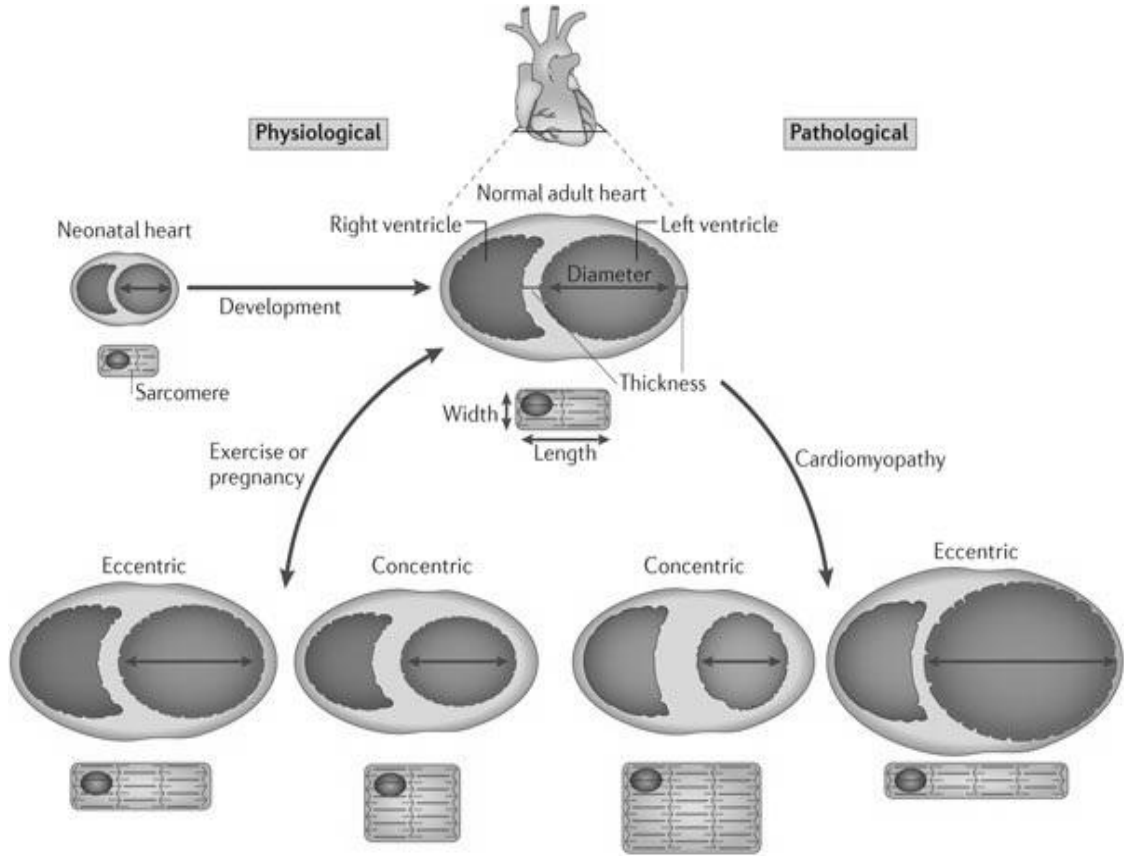 Physiological
Pathological
Normal adult heart
Right ventricle
Left ventricle
Neonatal heart
Diameter
Development
Sarcomere
Thickness
Width
Length
Exercise or
pregnancy
Cardiomyopathy
Eccentric
Concentric
Concentric
Eccentric